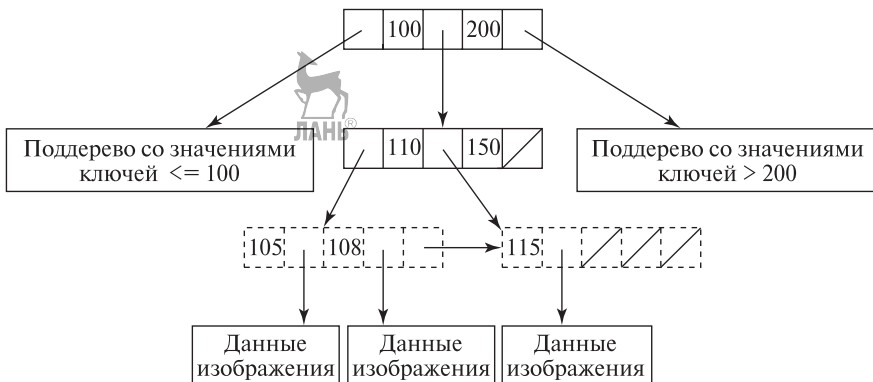 100 200
ЛАНЬ®
Поддерево со значениями
ключей <= 100
110 150
Поддерево со значениями
ключей > 200
105 108
115
Данные
изображения
Данные
изображения
Данные
изображения